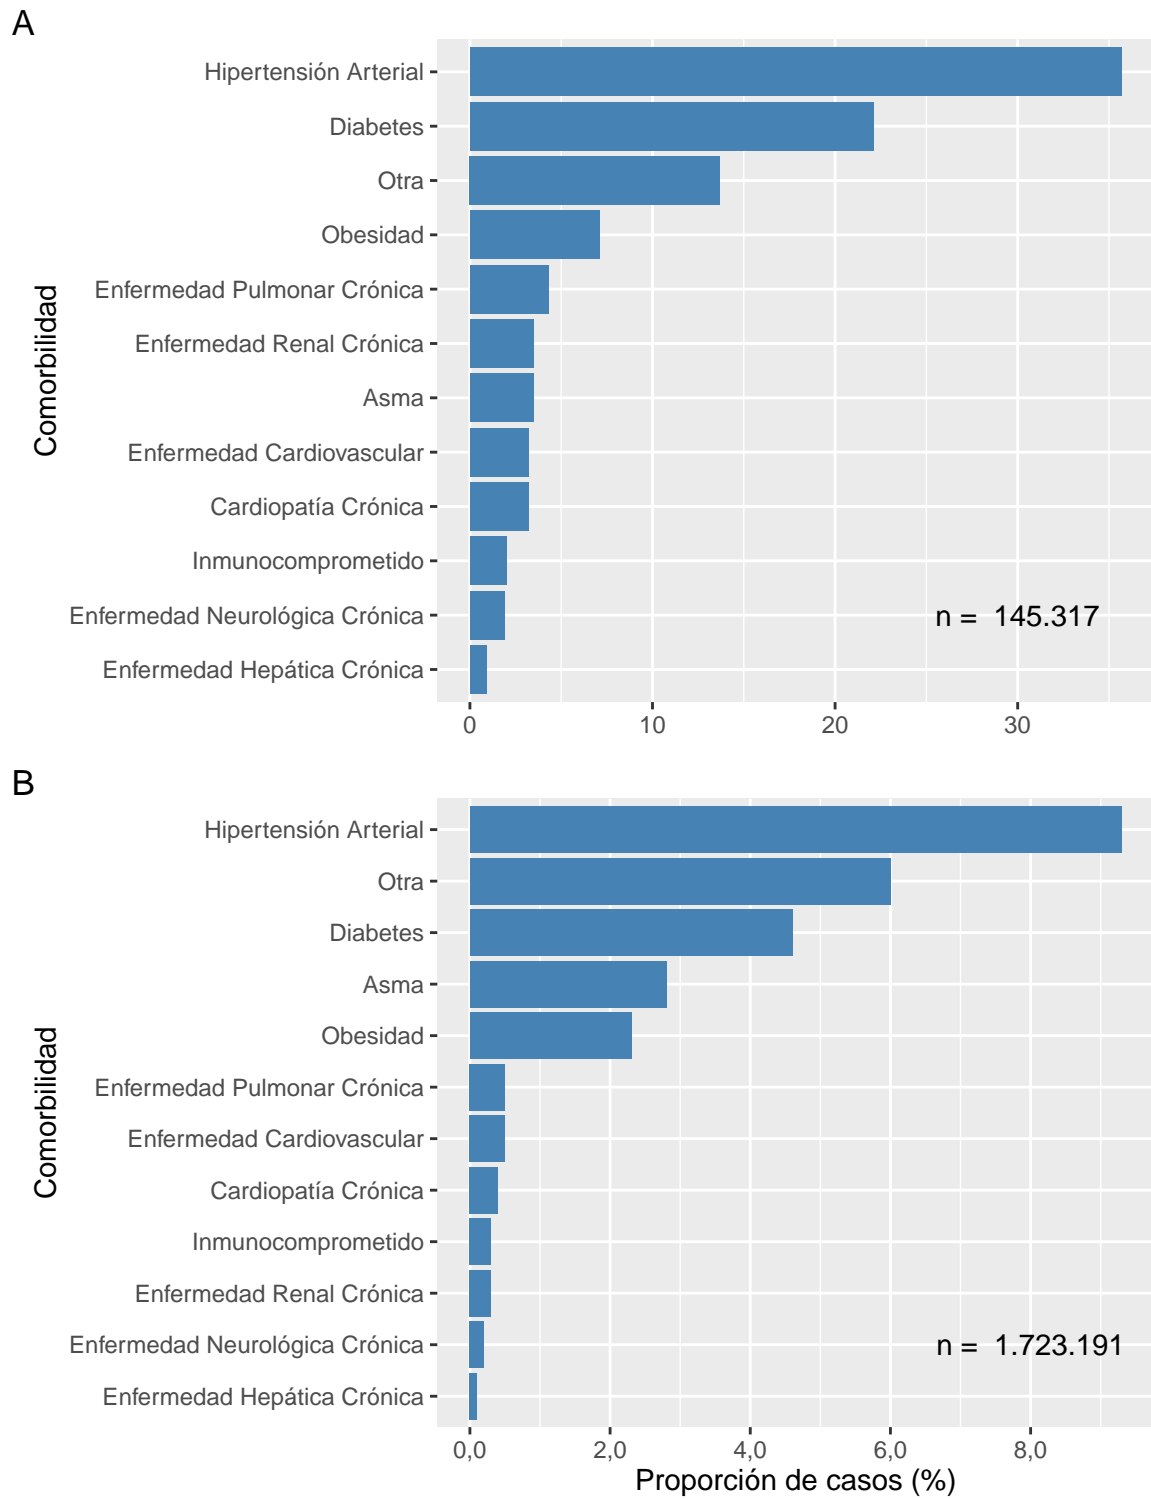 A
Hipertensión Arterial
Diabetes
Otra
Obesidad
Enfermedad Pulmonar Crónica
Enfermedad Renal Crónica
Asma
Enfermedad Cardiovascular
Cardiopatía Crónica
Inmunocomprometido
Enfermedad Neurológica Crónica
Enfermedad Hepática Crónica
Comorbilidad
n = 145.317
0 10 20 30
B
Hipertensión Arterial
Otra
Diabetes
Asma
Obesidad
Enfermedad Pulmonar Crónica
Enfermedad Cardiovascular
Cardiopatía Crónica
Inmunocomprometido
Enfermedad Renal Crónica
Enfermedad Neurológica Crónica
Enfermedad Hepática Crónica
Comorbilidad
n = 1.723.191
0,0 2,0 4,0 6,0 8,0
Proporción de casos (%)